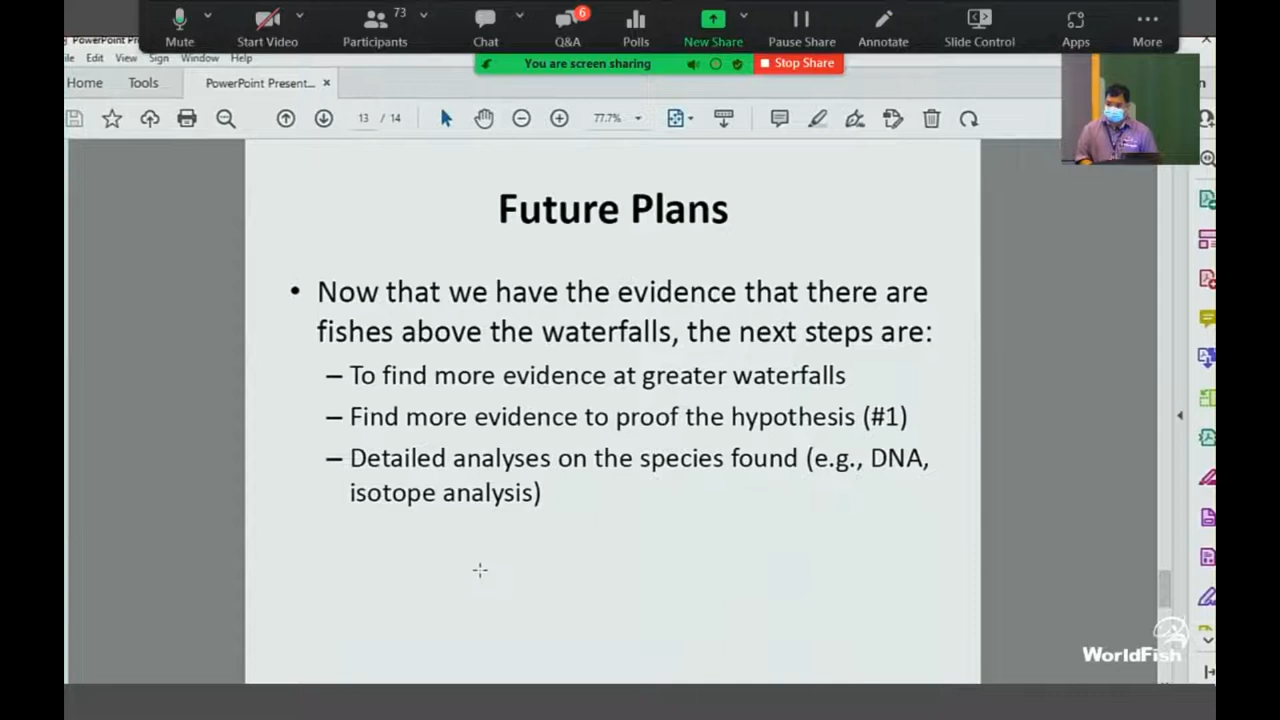 73
6
Mute
Start Video
Participants
Chat
Q&A
Polls
New Share
Pause Share
Annotate
Slide Control
Apps
More
PowerPoint Pre
Edit View Sign Window Help
You are screen sharing
Stop Share
Home
Tools
PowerPoint Present...
13 / 14
77.7%
Future Plans
• Now that we have the evidence that there are
fishes above the waterfalls, the next steps are:
– To find more evidence at greater waterfalls
– Find more evidence to proof the hypothesis (#1)
– Detailed analyses on the species found (e.g., DNA,
isotope analysis)
WorldFish